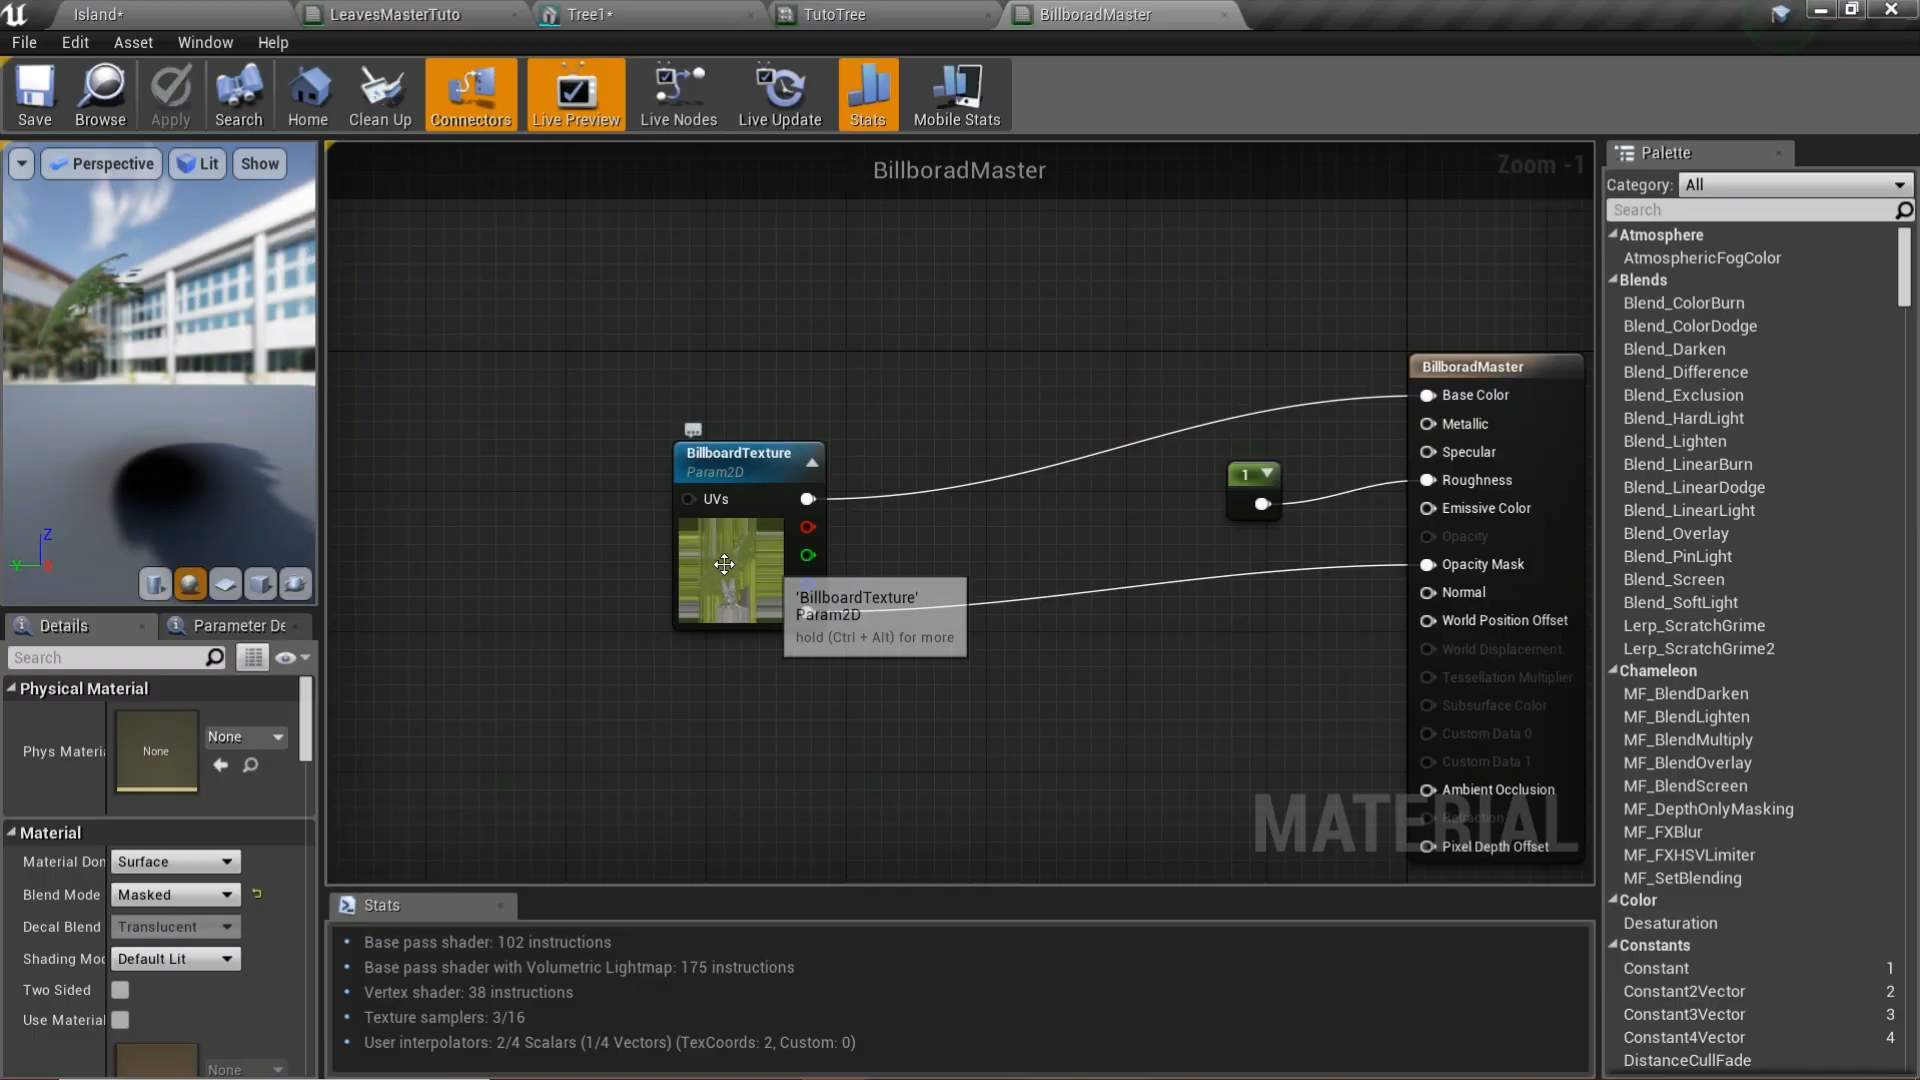 Island*
LeavesMasterTuto
Tree1*
TutoTree
BillboradMaster
File
Edit
Asset
Window
Help
Save
Browse
Apply
Search
Home
Clean Up
Connectors
Live Preview
Live Nodes
Live Update
Stats
Mobile Stats
Perspective
Lit
Show
BillboradMaster
Zoom -1
Palette
Category: All
Search
Atmosphere
AtmosphericFogColor
Blends
Blend_ColorBurn
Blend_ColorDodge
Blend_Darken
Blend_Difference
Blend_Exclusion
Blend_HardLight
Blend_Lighten
Blend_LinearBurn
Blend_LinearDodge
Blend_LinearLight
Blend_Overlay
Blend_PinLight
Blend_Screen
Blend_SoftLight
Lerp_ScratchGrime
Lerp_ScratchGrime2
Chameleon
MF_BlendDarken
MF_BlendLighten
MF_BlendMultiply
MF_BlendOverlay
MF_BlendScreen
MF_DepthOnlyMasking
MF_FXBlur
MF_FXHSVLimiter
MF_SetBlending
Color
Desaturation
Constants
Constant 1
Constant2Vector 2
Constant3Vector 3
Constant4Vector 4
DistanceCullFade
BillboardTexture
Param2D
UVs
'BillboardTexture'
Param2D
hold (Ctrl + Alt) for more
1
BillboradMaster
Base Color
Metallic
Specular
Roughness
Emissive Color
Opacity
Opacity Mask
Normal
World Position Offset
World Displacement
Tessellation Multiplier
Subsurface Color
Custom Data 0
Custom Data 1
Ambient Occlusion
Refraction
Pixel Depth Offset
MATERIAL
Z
Y
X
Details
Parameter De
Search
Physical Material
Phys Materi
None
None
Material
Material Don
Surface
Blend Mode
Masked
Decal Blend
Translucent
Shading Moc
Default Lit
Two Sided
Use Material
None
Stats
Base pass shader: 102 instructions
Base pass shader with Volumetric Lightmap: 175 instructions
Vertex shader: 38 instructions
Texture samplers: 3/16
User interpolators: 2/4 Scalars (1/4 Vectors) (TexCoords: 2, Custom: 0)